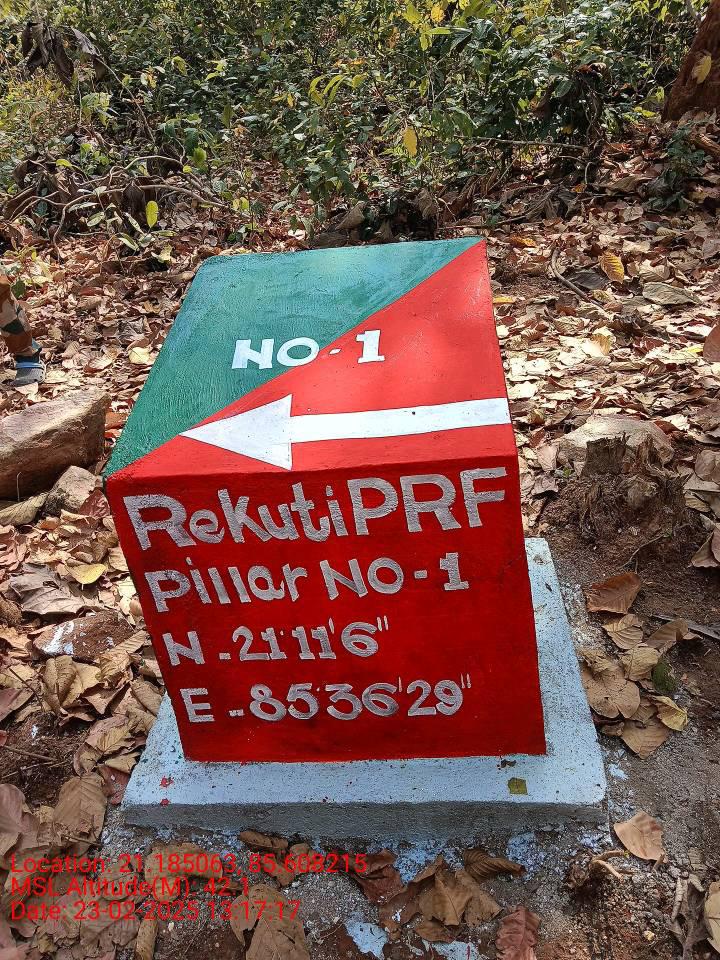 NO-1
RekutiPRF
Pillar NO-1
N-21°11'6"
E-85°36'29"
Location: 21.185063, 85.608215
MSL Altitude(M): 42.1
Date: 23-02-2025 13:17:17